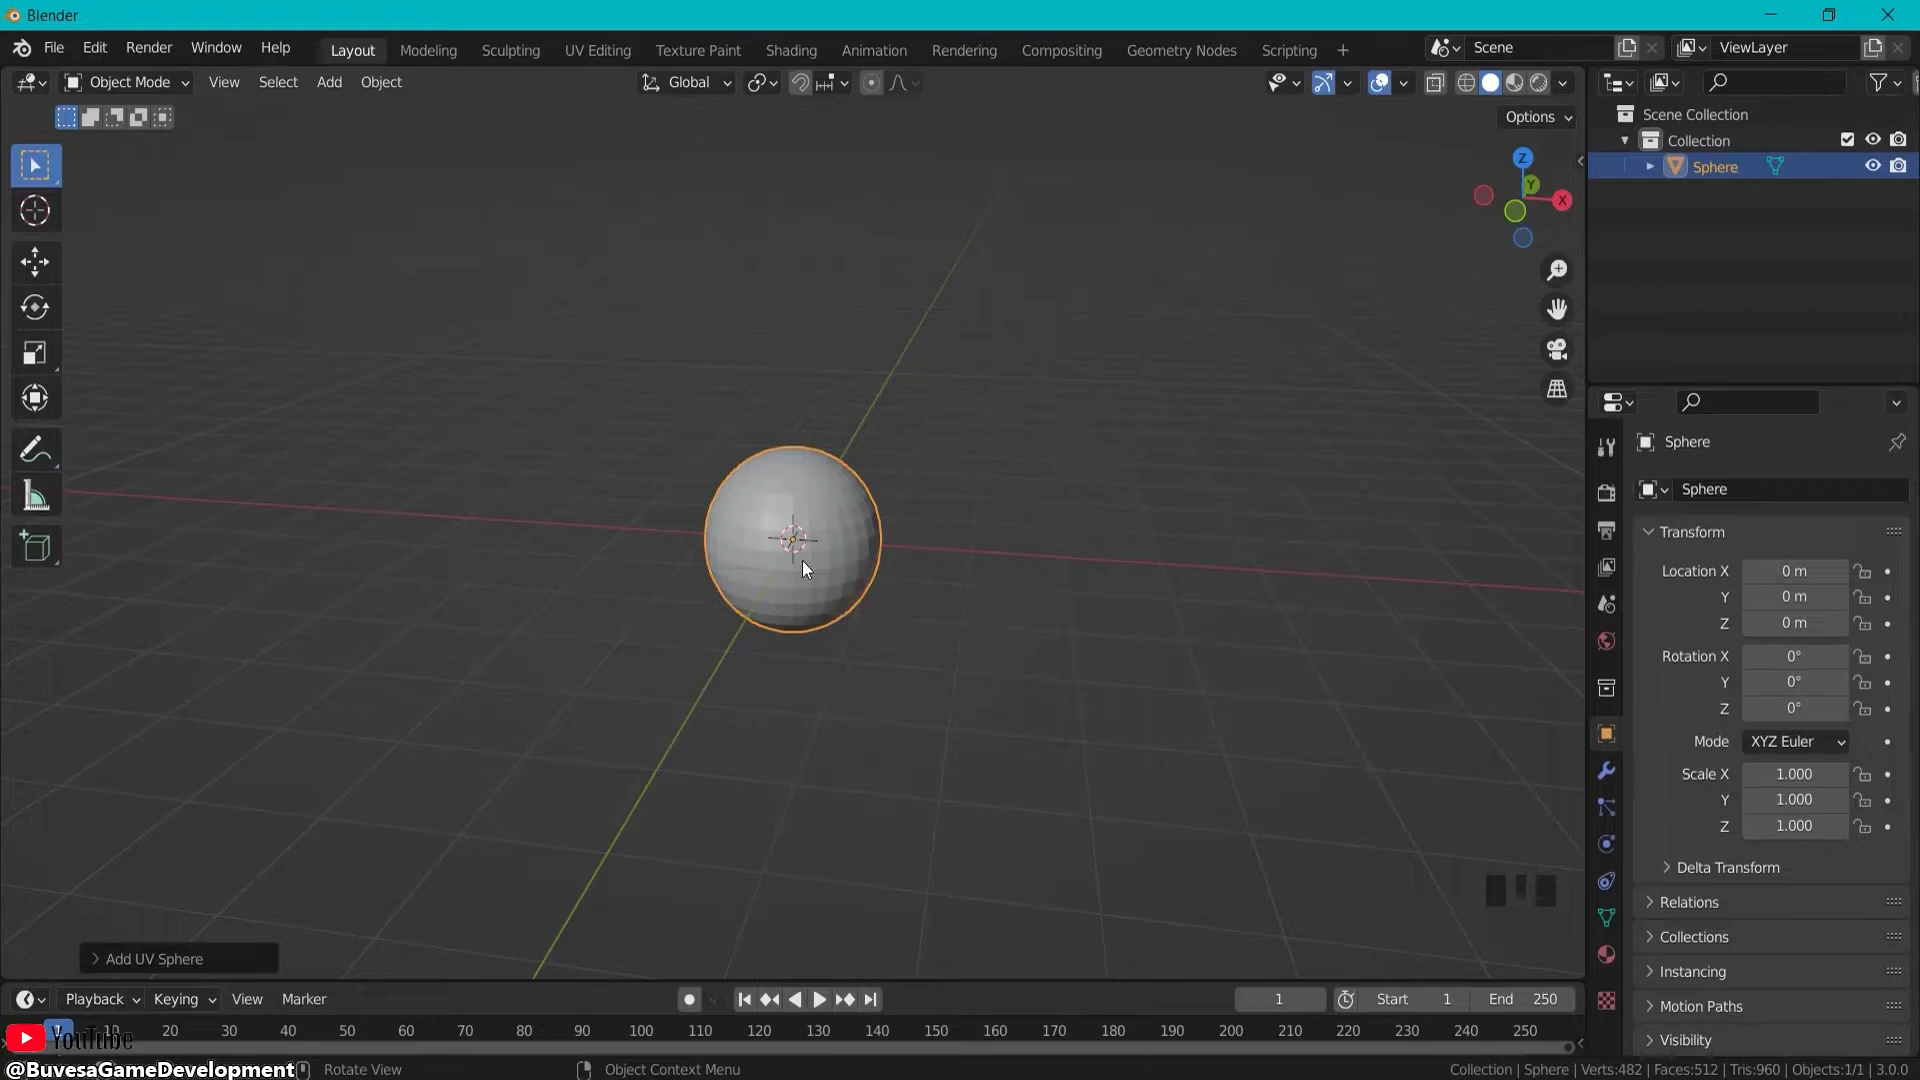 Blender
File Edit Render Window Help Layout Modeling Sculpting UV Editing Texture Paint Shading Animation Rendering Compositing Geometry Nodes Scripting + Scene ViewLayer
Object Mode View Select Add Object Global
Options
Scene Collection
Collection
Sphere
Z
Y
X
Sphere
Sphere
Transform
Location X 0 m
Y 0 m
Z 0 m
Rotation X 0°
Y 0°
Z 0°
Mode XYZ Euler
Scale X 1.000
Y 1.000
Z 1.000
Delta Transform
Relations
Collections
Instancing
Motion Paths
Visibility
Add UV Sphere
Playback Keying View Marker 1 Start 1 End 250
1 10 20 30 40 50 60 70 80 90 100 110 120 130 140 150 160 170 180 190 200 210 220 230 240 250
YouTube
@BuvesaGameDevelopment Rotate View Object Context Menu Collection | Sphere | Verts:482 | Faces:512 | Tris:960 | Objects:1/1 | 3.0.0